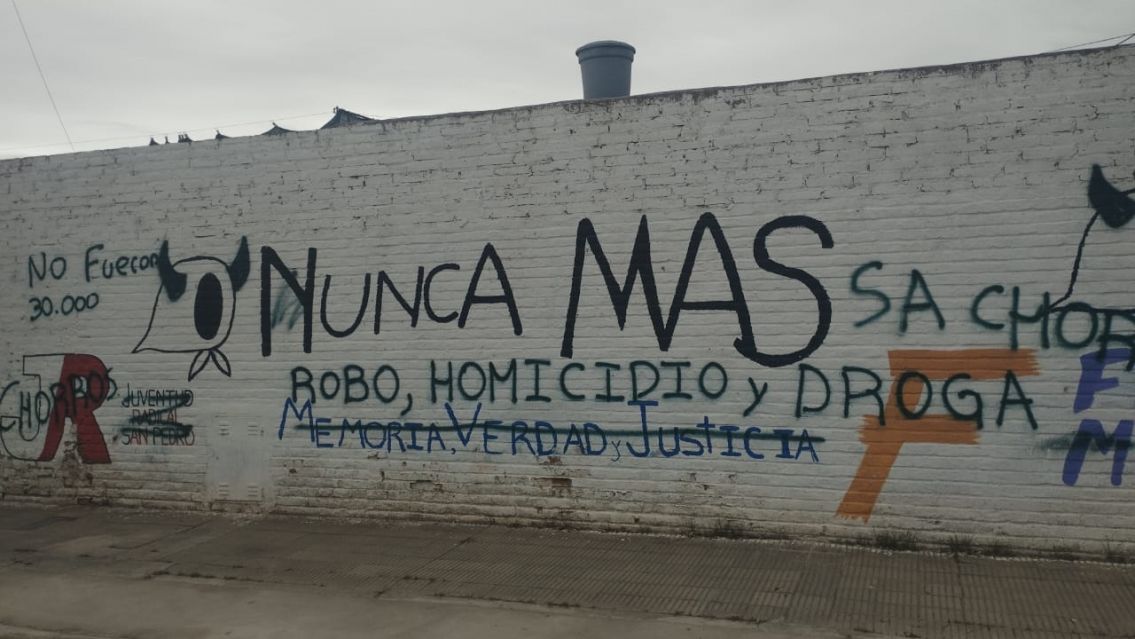 No Fueron
30.000
NUNCA MAS
SA CHOR
ROBO, HOMICIDIO y DROGA
MEMORIA, VERDAD y JUSTICIA
CHORROS
JR
JUVENTUD
RADICAL
SAN PEDRO
F
F
M